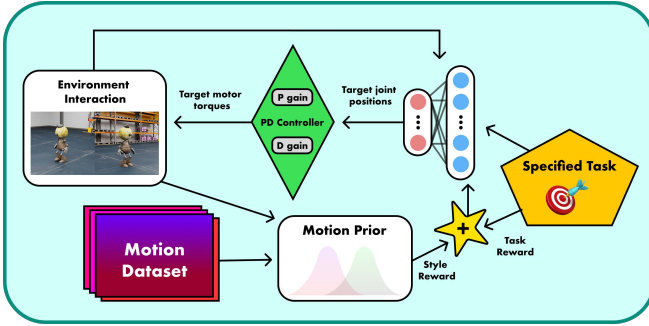 Environment
Interaction
Target motor
torques
P gain
PD Controller
D gain
Target joint
positions
Specified Task
Motion
Dataset
Motion Prior
Style
Reward
+
Task
Reward